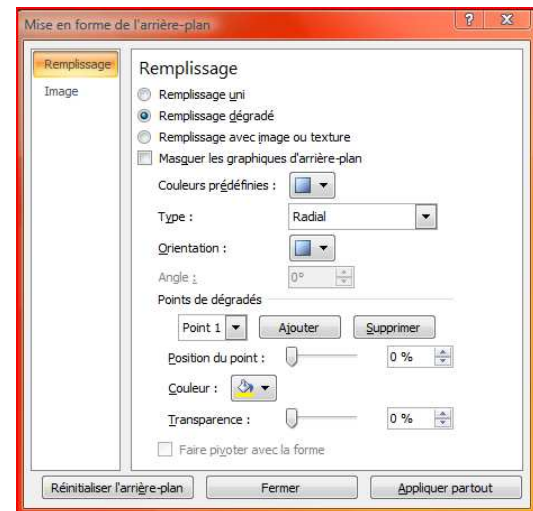 Mise en forme de l'arrière-plan
Remplissage
Image
Remplissage
Remplissage uni
Remplissage dégradé
Remplissage avec image ou texture
Masquer les graphiques d'arrière-plan
Couleurs prédéfinies :
Type : Radial
Orientation :
Angle : 0°
Points de dégradés
Point 1 Ajouter Supprimer
Position du point : 0 %
Couleur :
Transparence : 0 %
Faire pivoter avec la forme
Réinitialiser l'arrière-plan Fermer Appliquer partout